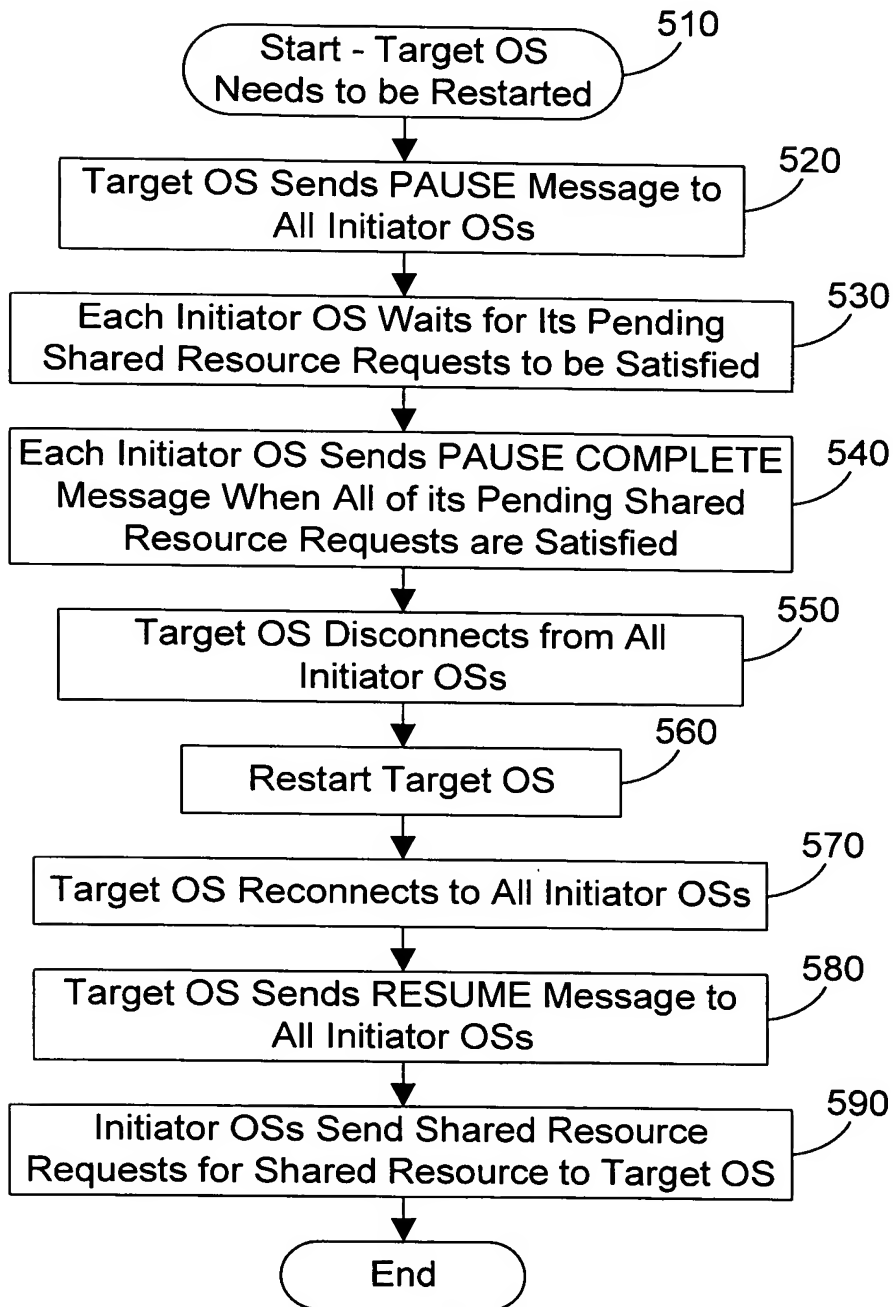 Start - Target OS
Needs to be Restarted
510
Target OS Sends PAUSE Message to
All Initiator OSs
520
Each Initiator OS Waits for Its Pending
Shared Resource Requests to be Satisfied
530
Each Initiator OS Sends PAUSE COMPLETE
Message When All of its Pending Shared
Resource Requests are Satisfied
540
Target OS Disconnects from All
Initiator OSs
550
Restart Target OS
560
Target OS Reconnects to All Initiator OSs
570
Target OS Sends RESUME Message to
All Initiator OSs
580
Initiator OSs Send Shared Resource
Requests for Shared Resource to Target OS
590
End